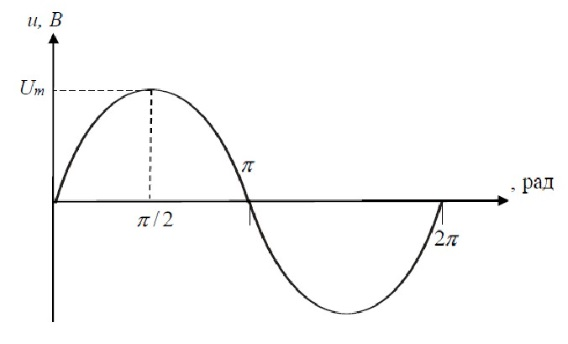 u, В
Um
π
, рад
π / 2
2π